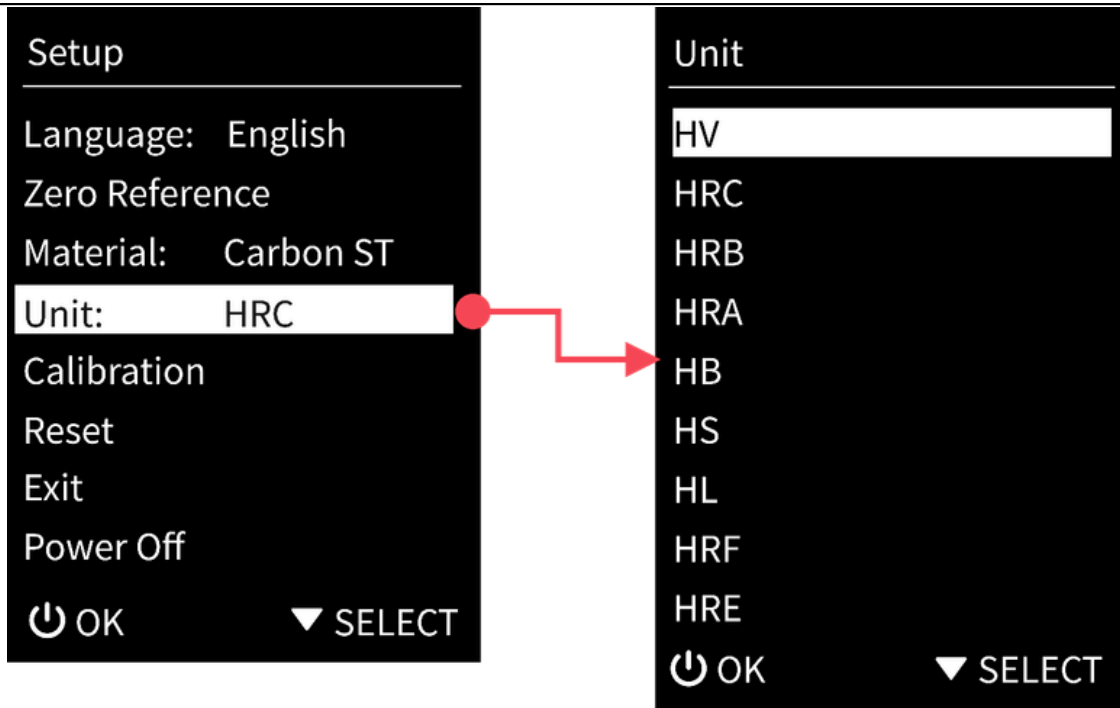 Setup
Language: English
Zero Reference
Material: Carbon ST
Unit: HRC
Calibration
Reset
Exit
Power Off
OK ▼ SELECT
Unit
HV
HRC
HRB
HRA
HB
HS
HL
HRF
HRE
OK ▼ SELECT